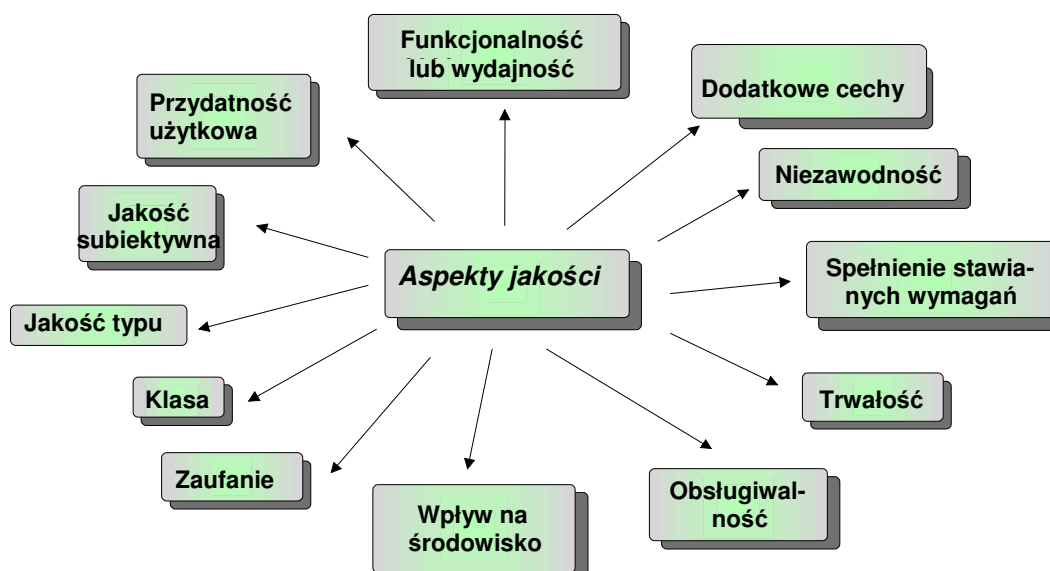 Funkcjonalność
lub wydajność
Dodatkowe cechy
Przydatność
użytkowa
Niezawodność
Jakość
subiektywna
Aspekty jakości
Spełnienie stawia-
nych wymagań
Jakość typu
Klasa
Trwałość
Zaufanie
Obsługiwal-
ność
Wpływ na
środowisko